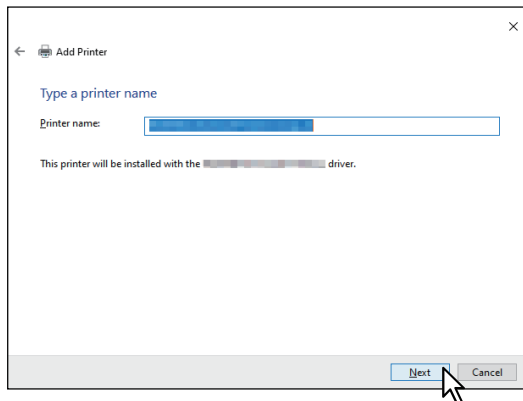 Add Printer
Type a printer name
Printer name:
This printer will be installed with the driver.
Next Cancel